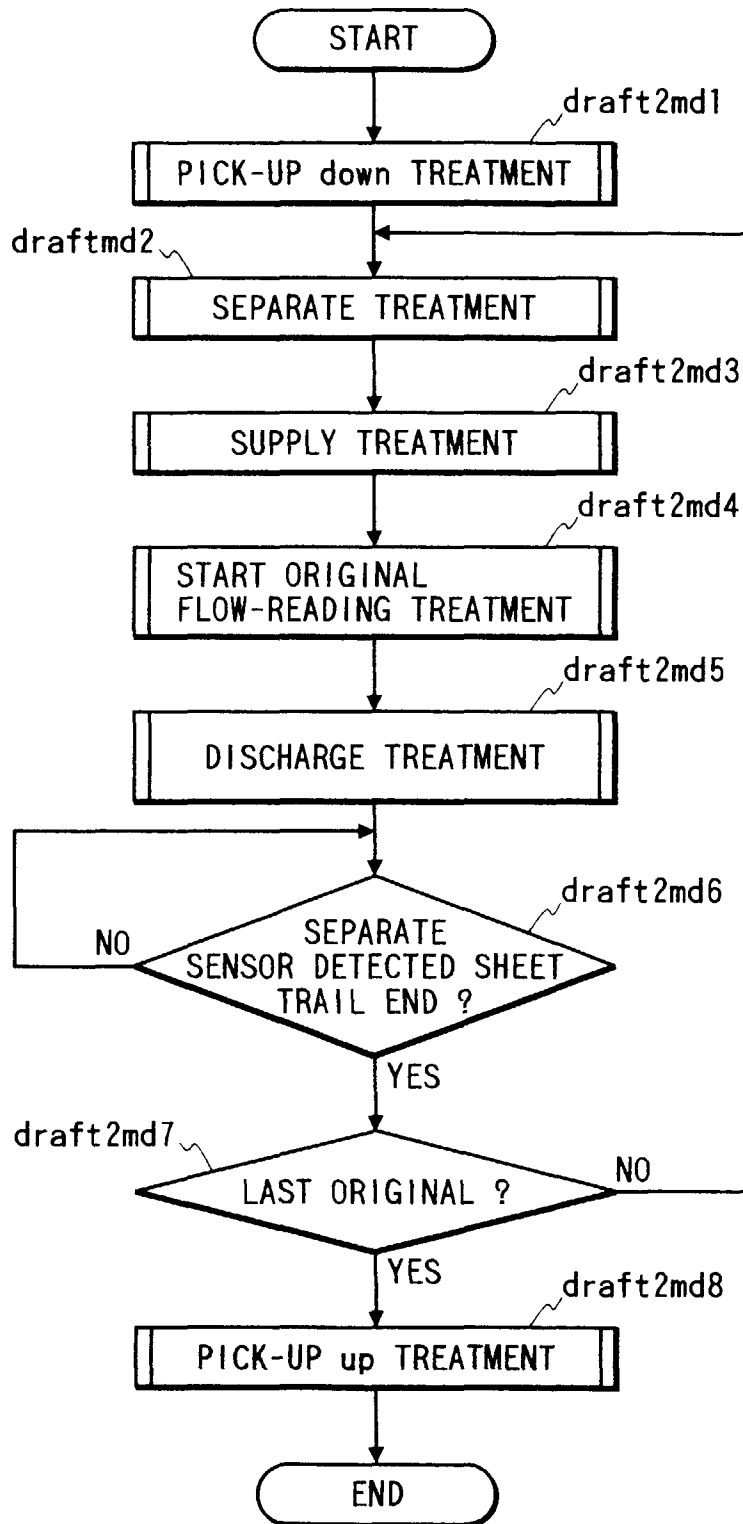 START
draft2md1
PICK-UP down TREATMENT
draftmd2
SEPARATE TREATMENT
draft2md3
SUPPLY TREATMENT
draft2md4
START ORIGINAL
FLOW-READING TREATMENT
draft2md5
DISCHARGE TREATMENT
draft2md6
SEPARATE
SENSOR DETECTED SHEET
TRAIL END ?
NO
YES
draft2md7
LAST ORIGINAL ?
NO
YES
draft2md8
PICK-UP up TREATMENT
END